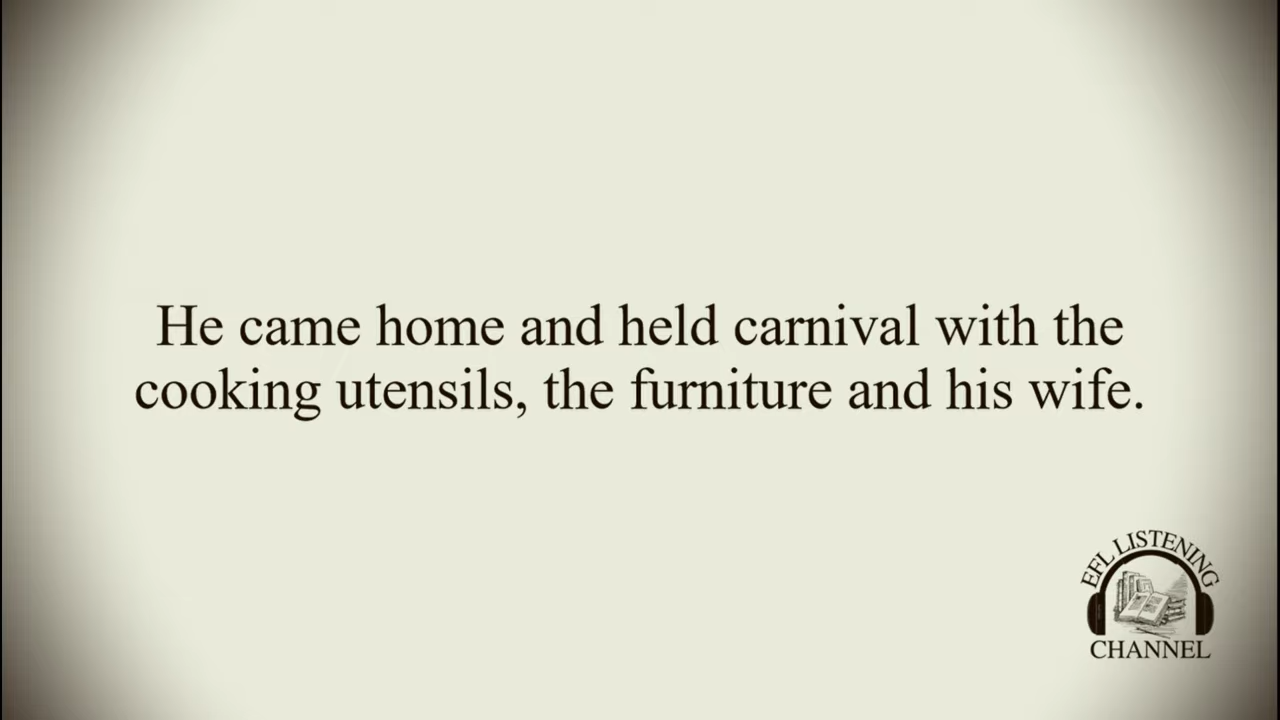 He came home and held carnival with the
cooking utensils, the furniture and his wife.
EFL LISTENING
CHANNEL